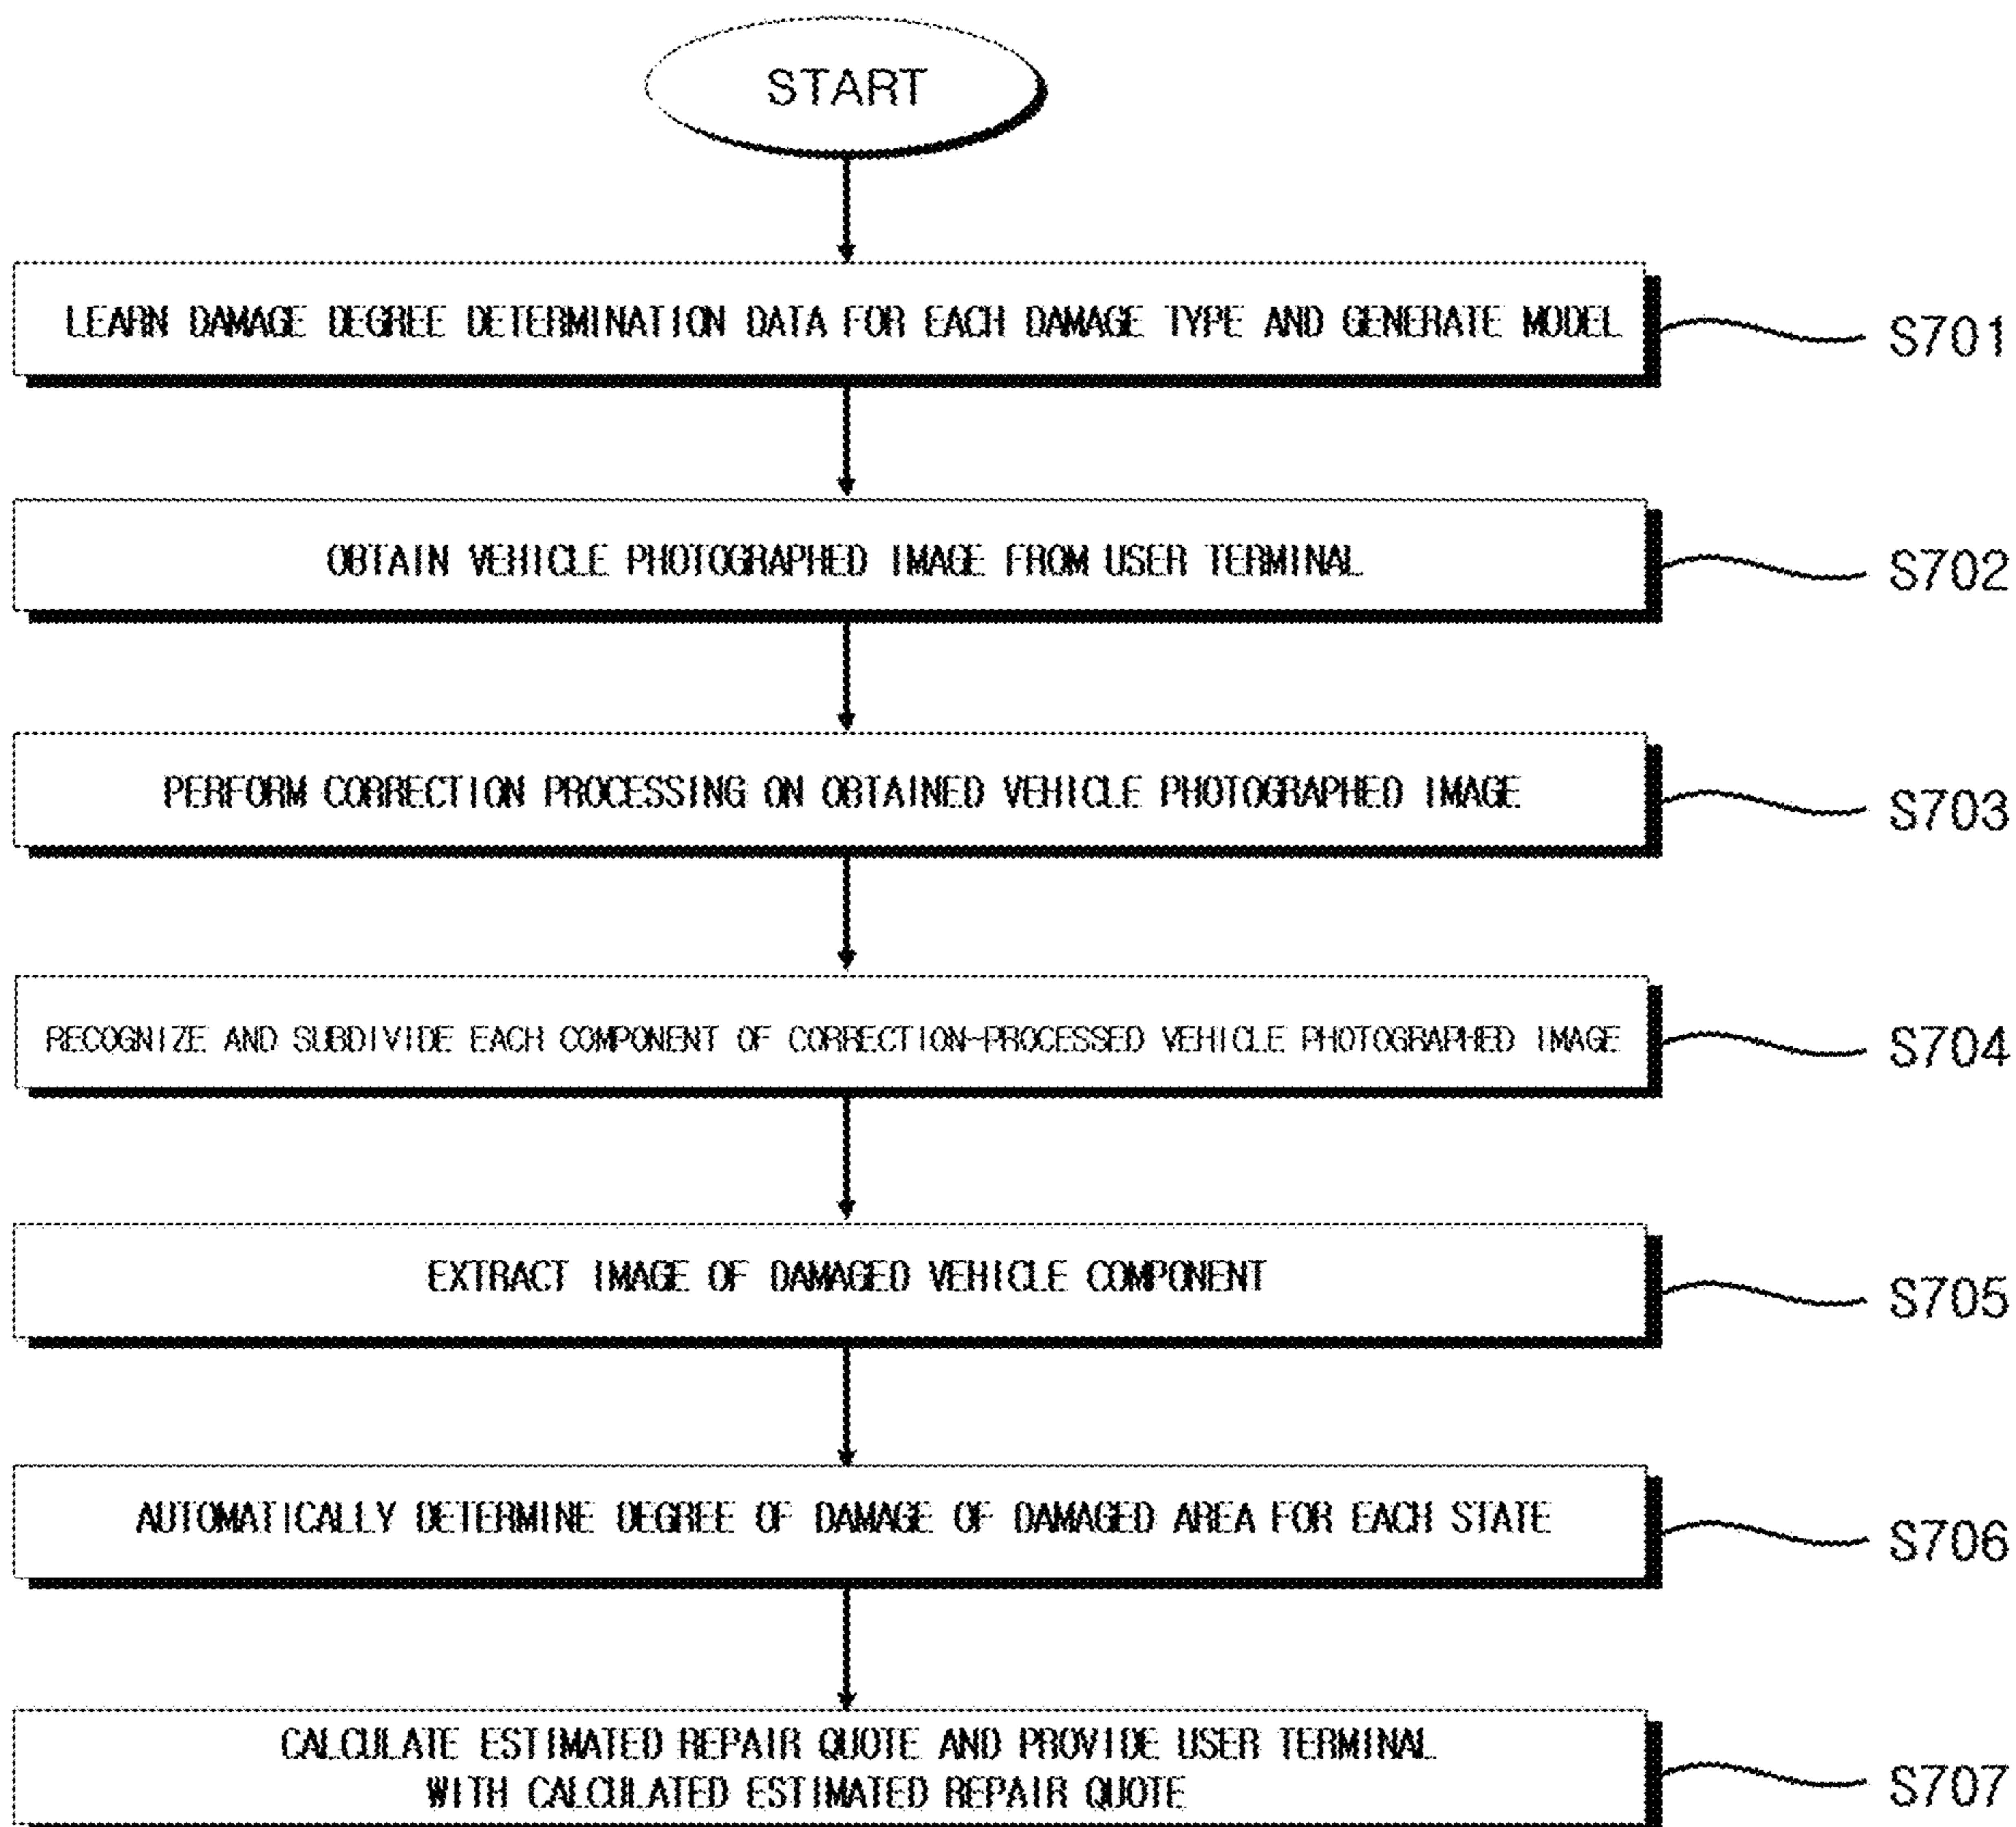 START
LEARN DAMAGE DEGREE DETERMINATION DATA FOR EACH DAMAGE TYPE AND GENERATE MODEL
S701
OBTAIN VEHICLE PHOTOGRAPHED IMAGE FROM USER TERMINAL
S702
PERFORM CORRECTION PROCESSING ON OBTAINED VEHICLE PHOTOGRAPHED IMAGE
S703
RECOGNIZE AND SUBDIVIDE EACH COMPONENT OF CORRECTION-PROCESSED VEHICLE PHOTOGRAPHED IMAGE
S704
EXTRACT IMAGE OF DAMAGED VEHICLE COMPONENT
S705
AUTOMATICALLY DETERMINE DEGREE OF DAMAGE OF DAMAGED AREA FOR EACH STATE
S706
CALCULATE ESTIMATED REPAIR QUOTE AND PROVIDE USER TERMINAL
WITH CALCULATED ESTIMATED REPAIR QUOTE
S707